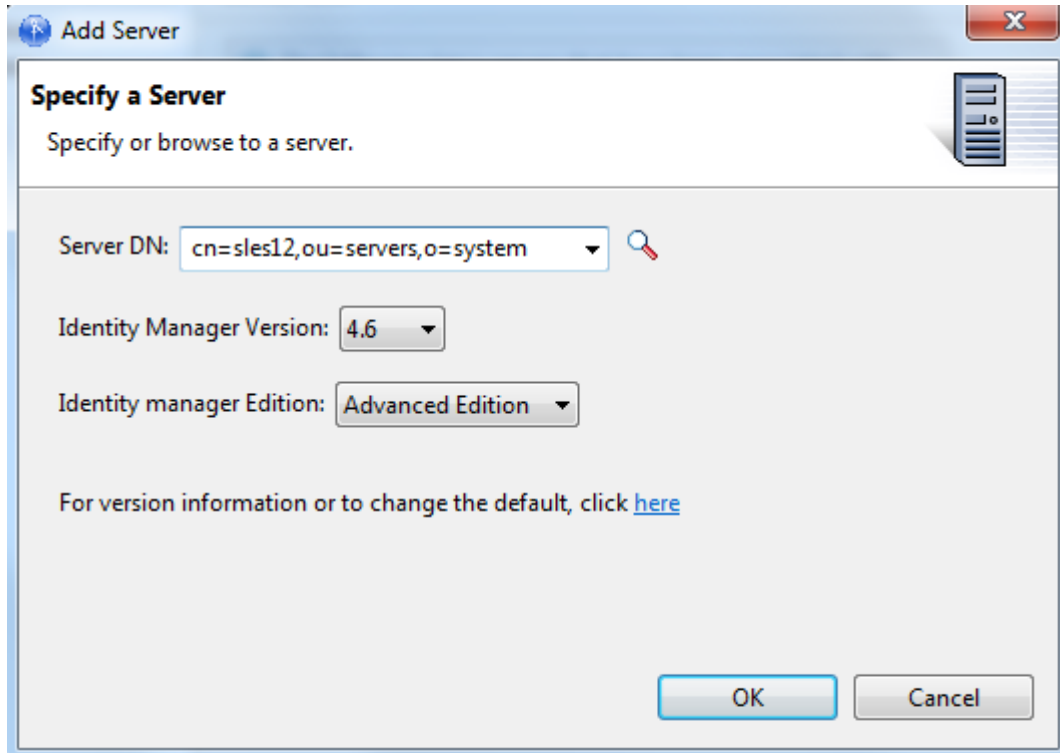 Add Server
Specify a Server
Specify or browse to a server.
Server DN: cn=sles12,ou=servers,o=system
Identity Manager Version: 4.6
Identity manager Edition: Advanced Edition
For version information or to change the default, click here
OK Cancel